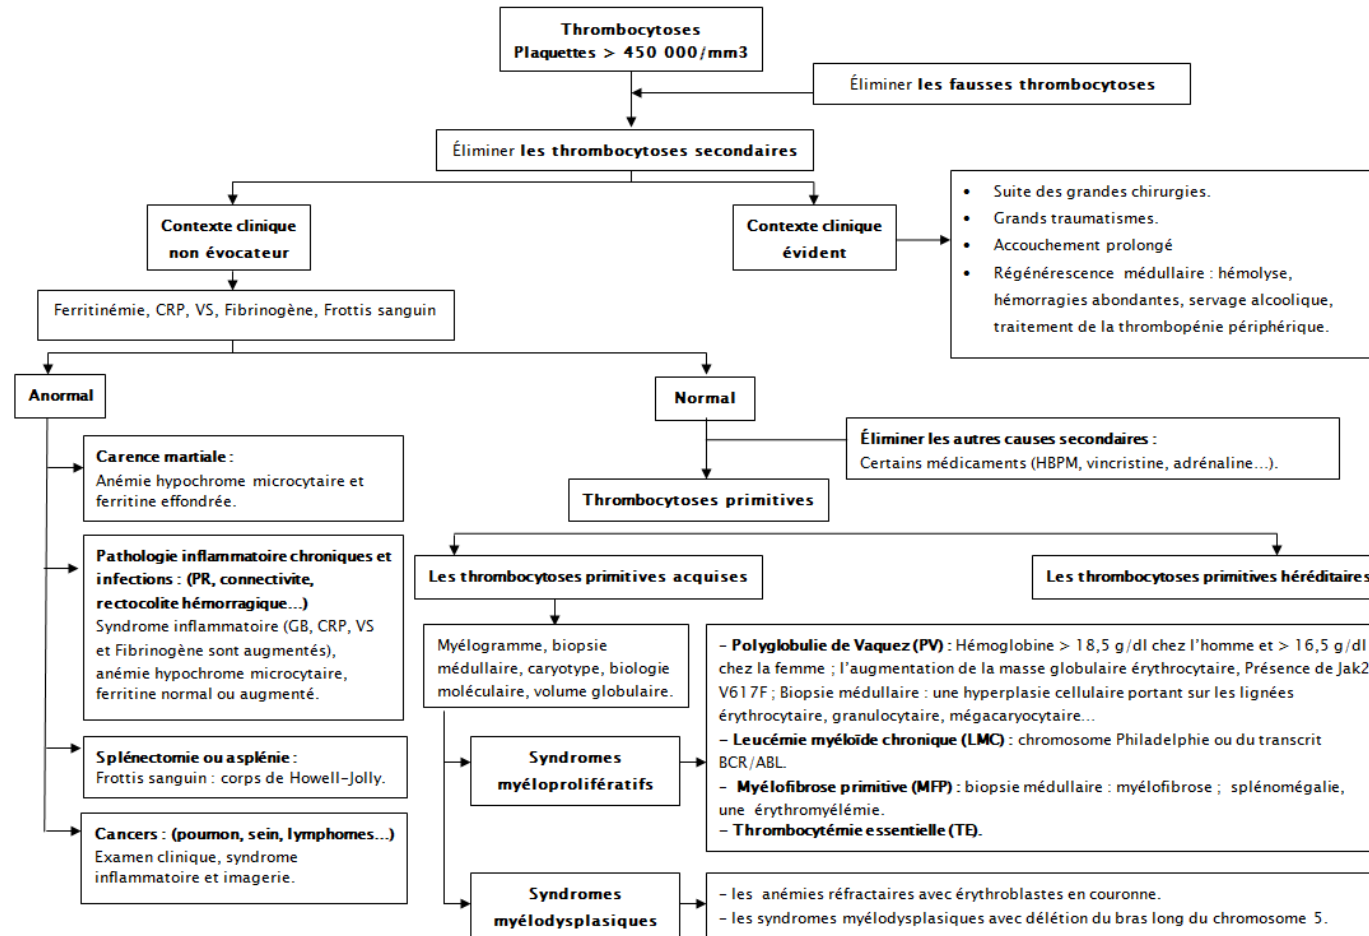 Thrombocytoses
Plaquettes > 450 000/mm3
Éliminer les fausses thrombocytoses
Éliminer les thrombocytoses secondaires
Contexte clinique
non évocateur
Contexte clinique
évident
• Suite des grandes chirurgies.
• Grands traumatismes.
• Accouchement prolongé
• Régénérescence médullaire : hémolyse,
hémorragies abondantes, servage alcoolique,
traitement de la thrombopénie périphérique.
Ferritinémie, CRP, VS, Fibrinogène, Frottis sanguin
Anormal
Normal
Carence martiale :
Anémie hypochrome microcytaire et
ferritine effondrée.
Éliminer les autres causes secondaires :
Certains médicaments (HBPM, vincristine, adrénaline...).
Thrombocytoses primitives
Pathologie inflammatoire chroniques et
infections : (PR, connectivite,
rectocolite hémorragique...)
Syndrome inflammatoire (GB, CRP, VS
et Fibrinogène sont augmentés),
anémie hypochrome microcytaire,
ferritine normal ou augmenté.
Les thrombocytoses primitives acquises
Les thrombocytoses primitives héréditaires
Myélogramme, biopsie
médullaire, caryotype, biologie
moléculaire, volume globulaire.
– Polyglobulie de Vaquez (PV) : Hémoglobine > 18,5 g/dl chez l'homme et > 16,5 g/dl
chez la femme ; l'augmentation de la masse globulaire érythrocytaire, Présence de Jak2
V617F ; Biopsie médullaire : une hyperplasie cellulaire portant sur les lignées
érythrocytaire, granulocytaire, mégacaryocytaire...
– Leucémie myéloïde chronique (LMC) : chromosome Philadelphie ou du transcrit
BCR/ABL.
– Myélofibrose primitive (MFP) : biopsie médullaire : myélofibrose ; splénomégalie,
une érythromyélémie.
– Thrombocytémie essentielle (TE).
Splénectomie ou asplénie :
Frottis sanguin : corps de Howell-Jolly.
Syndromes
myéloprolifératifs
Cancers : (poumon, sein, lymphomes...)
Examen clinique, syndrome
inflammatoire et imagerie.
Syndromes
myélodysplasiques
– les anémies réfractaires avec érythroblastes en couronne.
– les syndromes myélodysplasiques avec délétion du bras long du chromosome 5.